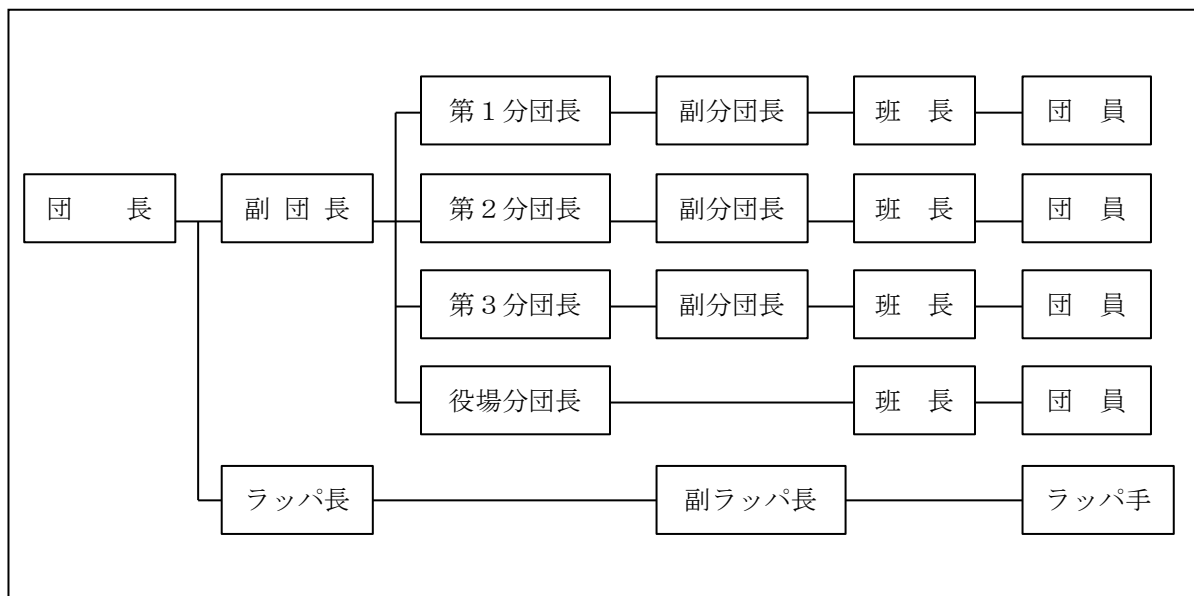 第１分団長 副分団長 班　長 団　員
団　　長 副 団 長 第２分団長 副分団長 班　長 団　員
第３分団長 副分団長 班　長 団　員
役場分団長 班　長 団　員
ラッパ長 副ラッパ長 ラッパ手